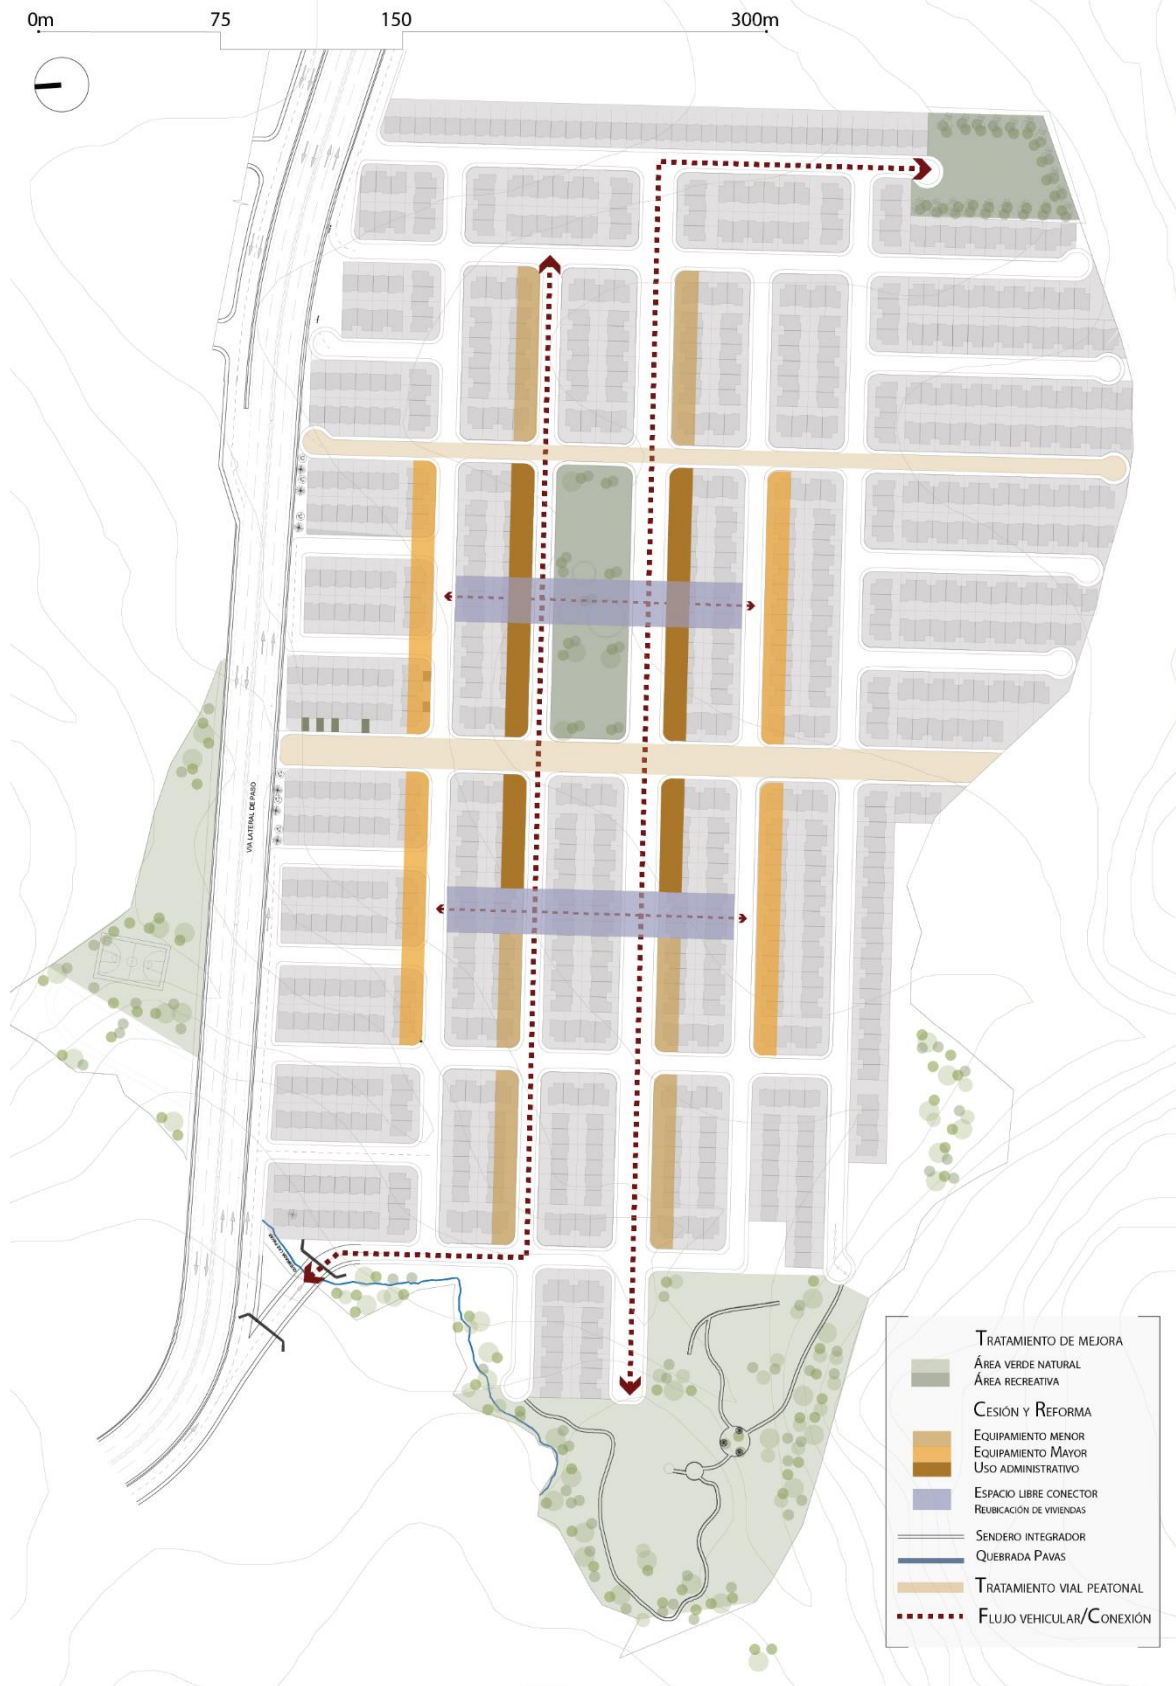 0m 75 150 300m
VIA LATERAL DE PASO
TRATAMIENTO DE MEJORA
ÁREA VERDE NATURAL
ÁREA RECREATIVA
CESIÓN Y REFORMA
EQUIPAMIENTO MENOR
EQUIPAMIENTO MAYOR
USO ADMINISTRATIVO
ESPACIO LIBRE CONECTOR
REUBICACIÓN DE VIVIENDAS
SENDERO INTEGRADOR
QUEBRADA PAVAS
TRATAMIENTO VIAL PEATONAL
FLUJO VEHICULAR/CONEXIÓN